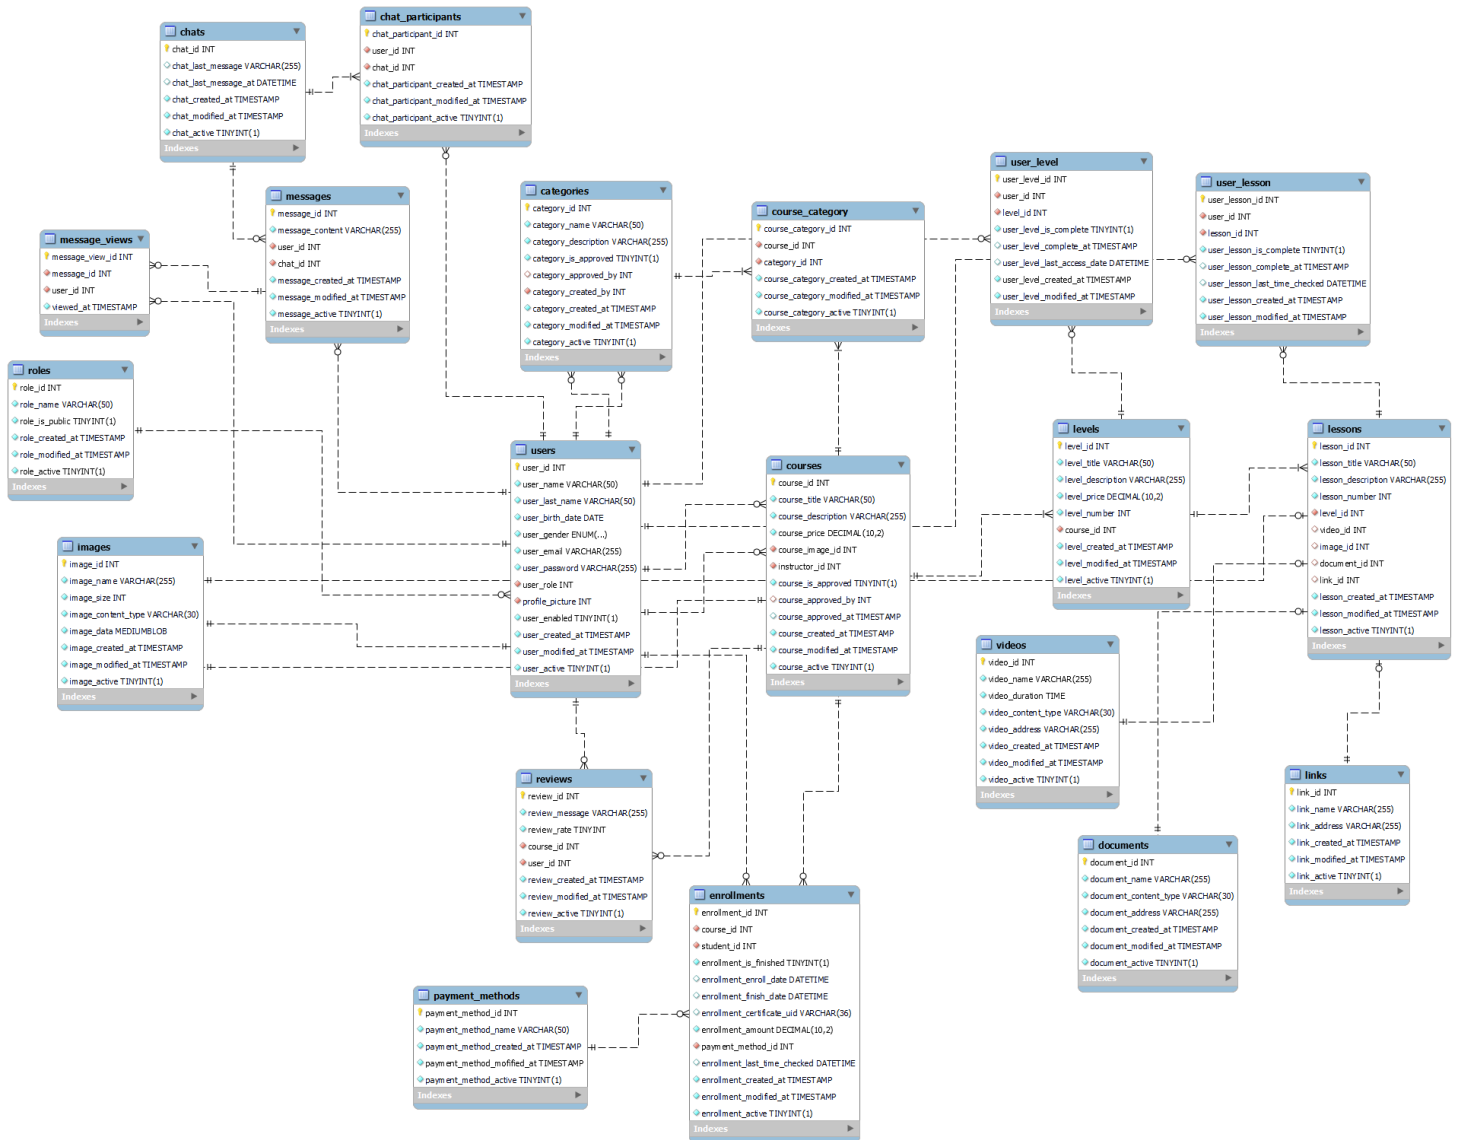 chats
chat_id INT
chat_last_message VARCHAR(255)
chat_last_message_at DATETIME
chat_created_at TIMESTAMP
chat_modified_at TIMESTAMP
chat_active TINYINT(1)
Indexes
chat_participants
chat_participant_id INT
user_id INT
chat_id INT
chat_participant_created_at TIMESTAMP
chat_participant_modified_at TIMESTAMP
chat_participant_active TINYINT(1)
Indexes
messages
message_id INT
message_content VARCHAR(255)
user_id INT
chat_id INT
message_created_at TIMESTAMP
message_modified_at TIMESTAMP
message_active TINYINT(1)
Indexes
message_views
message_view_id INT
message_id INT
user_id INT
viewed_at TIMESTAMP
Indexes
categories
category_id INT
category_name VARCHAR(50)
category_description VARCHAR(255)
category_is_approved TINYINT(1)
category_approved_by INT
category_created_by INT
category_created_at TIMESTAMP
category_modified_at TIMESTAMP
category_active TINYINT(1)
Indexes
course_category
course_category_id INT
course_id INT
category_id INT
course_category_created_at TIMESTAMP
course_category_modified_at TIMESTAMP
course_category_active TINYINT(1)
Indexes
user_level
user_level_id INT
user_id INT
level_id INT
user_level_is_complete TINYINT(1)
user_level_complete_at TIMESTAMP
user_level_last_access_date DATETIME
user_level_created_at TIMESTAMP
user_level_modified_at TIMESTAMP
Indexes
user_lesson
user_lesson_id INT
user_id INT
lesson_id INT
user_lesson_is_complete TINYINT(1)
user_lesson_complete_at TIMESTAMP
user_lesson_last_time_checked DATETIME
user_lesson_created_at TIMESTAMP
user_lesson_modified_at TIMESTAMP
Indexes
roles
role_id INT
role_name VARCHAR(50)
role_is_public TINYINT(1)
role_created_at TIMESTAMP
role_modified_at TIMESTAMP
role_active TINYINT(1)
Indexes
users
user_id INT
user_name VARCHAR(50)
user_last_name VARCHAR(50)
user_birth_date DATE
user_gender ENUM(...)
user_email VARCHAR(255)
user_password VARCHAR(255)
user_role INT
profile_picture INT
user_enabled TINYINT(1)
user_created_at TIMESTAMP
user_modified_at TIMESTAMP
user_active TINYINT(1)
Indexes
courses
course_id INT
course_title VARCHAR(50)
course_description VARCHAR(255)
course_price DECIMAL(10,2)
course_image_id INT
instructor_id INT
course_is_approved TINYINT(1)
course_approved_by INT
course_approved_at TIMESTAMP
course_created_at TIMESTAMP
course_modified_at TIMESTAMP
course_active TINYINT(1)
Indexes
levels
level_id INT
level_title VARCHAR(50)
level_description VARCHAR(255)
level_price DECIMAL(10,2)
level_number INT
course_id INT
level_created_at TIMESTAMP
level_modified_at TIMESTAMP
level_active TINYINT(1)
Indexes
lessons
lesson_id INT
lesson_title VARCHAR(50)
lesson_description VARCHAR(255)
lesson_number INT
level_id INT
video_id INT
image_id INT
document_id INT
link_id INT
lesson_created_at TIMESTAMP
lesson_modified_at TIMESTAMP
lesson_active TINYINT(1)
Indexes
images
image_id INT
image_name VARCHAR(255)
image_size INT
image_content_type VARCHAR(30)
image_data MEDIUMBLOB
image_created_at TIMESTAMP
image_modified_at TIMESTAMP
image_active TINYINT(1)
Indexes
videos
video_id INT
video_name VARCHAR(255)
video_duration TIME
video_content_type VARCHAR(30)
video_address VARCHAR(255)
video_created_at TIMESTAMP
video_modified_at TIMESTAMP
video_active TINYINT(1)
Indexes
reviews
review_id INT
review_message VARCHAR(255)
review_rate TINYINT
course_id INT
user_id INT
review_created_at TIMESTAMP
review_modified_at TIMESTAMP
review_active TINYINT(1)
Indexes
links
link_id INT
link_name VARCHAR(255)
link_address VARCHAR(255)
link_created_at TIMESTAMP
link_modified_at TIMESTAMP
link_active TINYINT(1)
Indexes
documents
document_id INT
document_name VARCHAR(255)
document_content_type VARCHAR(30)
document_address VARCHAR(255)
document_created_at TIMESTAMP
document_modified_at TIMESTAMP
document_active TINYINT(1)
Indexes
enrollments
enrollment_id INT
course_id INT
student_id INT
enrollment_is_finished TINYINT(1)
enrollment_enroll_date DATETIME
enrollment_finish_date DATETIME
enrollment_certificate_uid VARCHAR(36)
enrollment_amount DECIMAL(10,2)
payment_method_id INT
enrollment_last_time_checked DATETIME
enrollment_created_at TIMESTAMP
enrollment_modified_at TIMESTAMP
enrollment_active TINYINT(1)
Indexes
payment_methods
payment_method_id INT
payment_method_name VARCHAR(50)
payment_method_created_at TIMESTAMP
payment_method_mofified_at TIMESTAMP
payment_method_active TINYINT(1)
Indexes